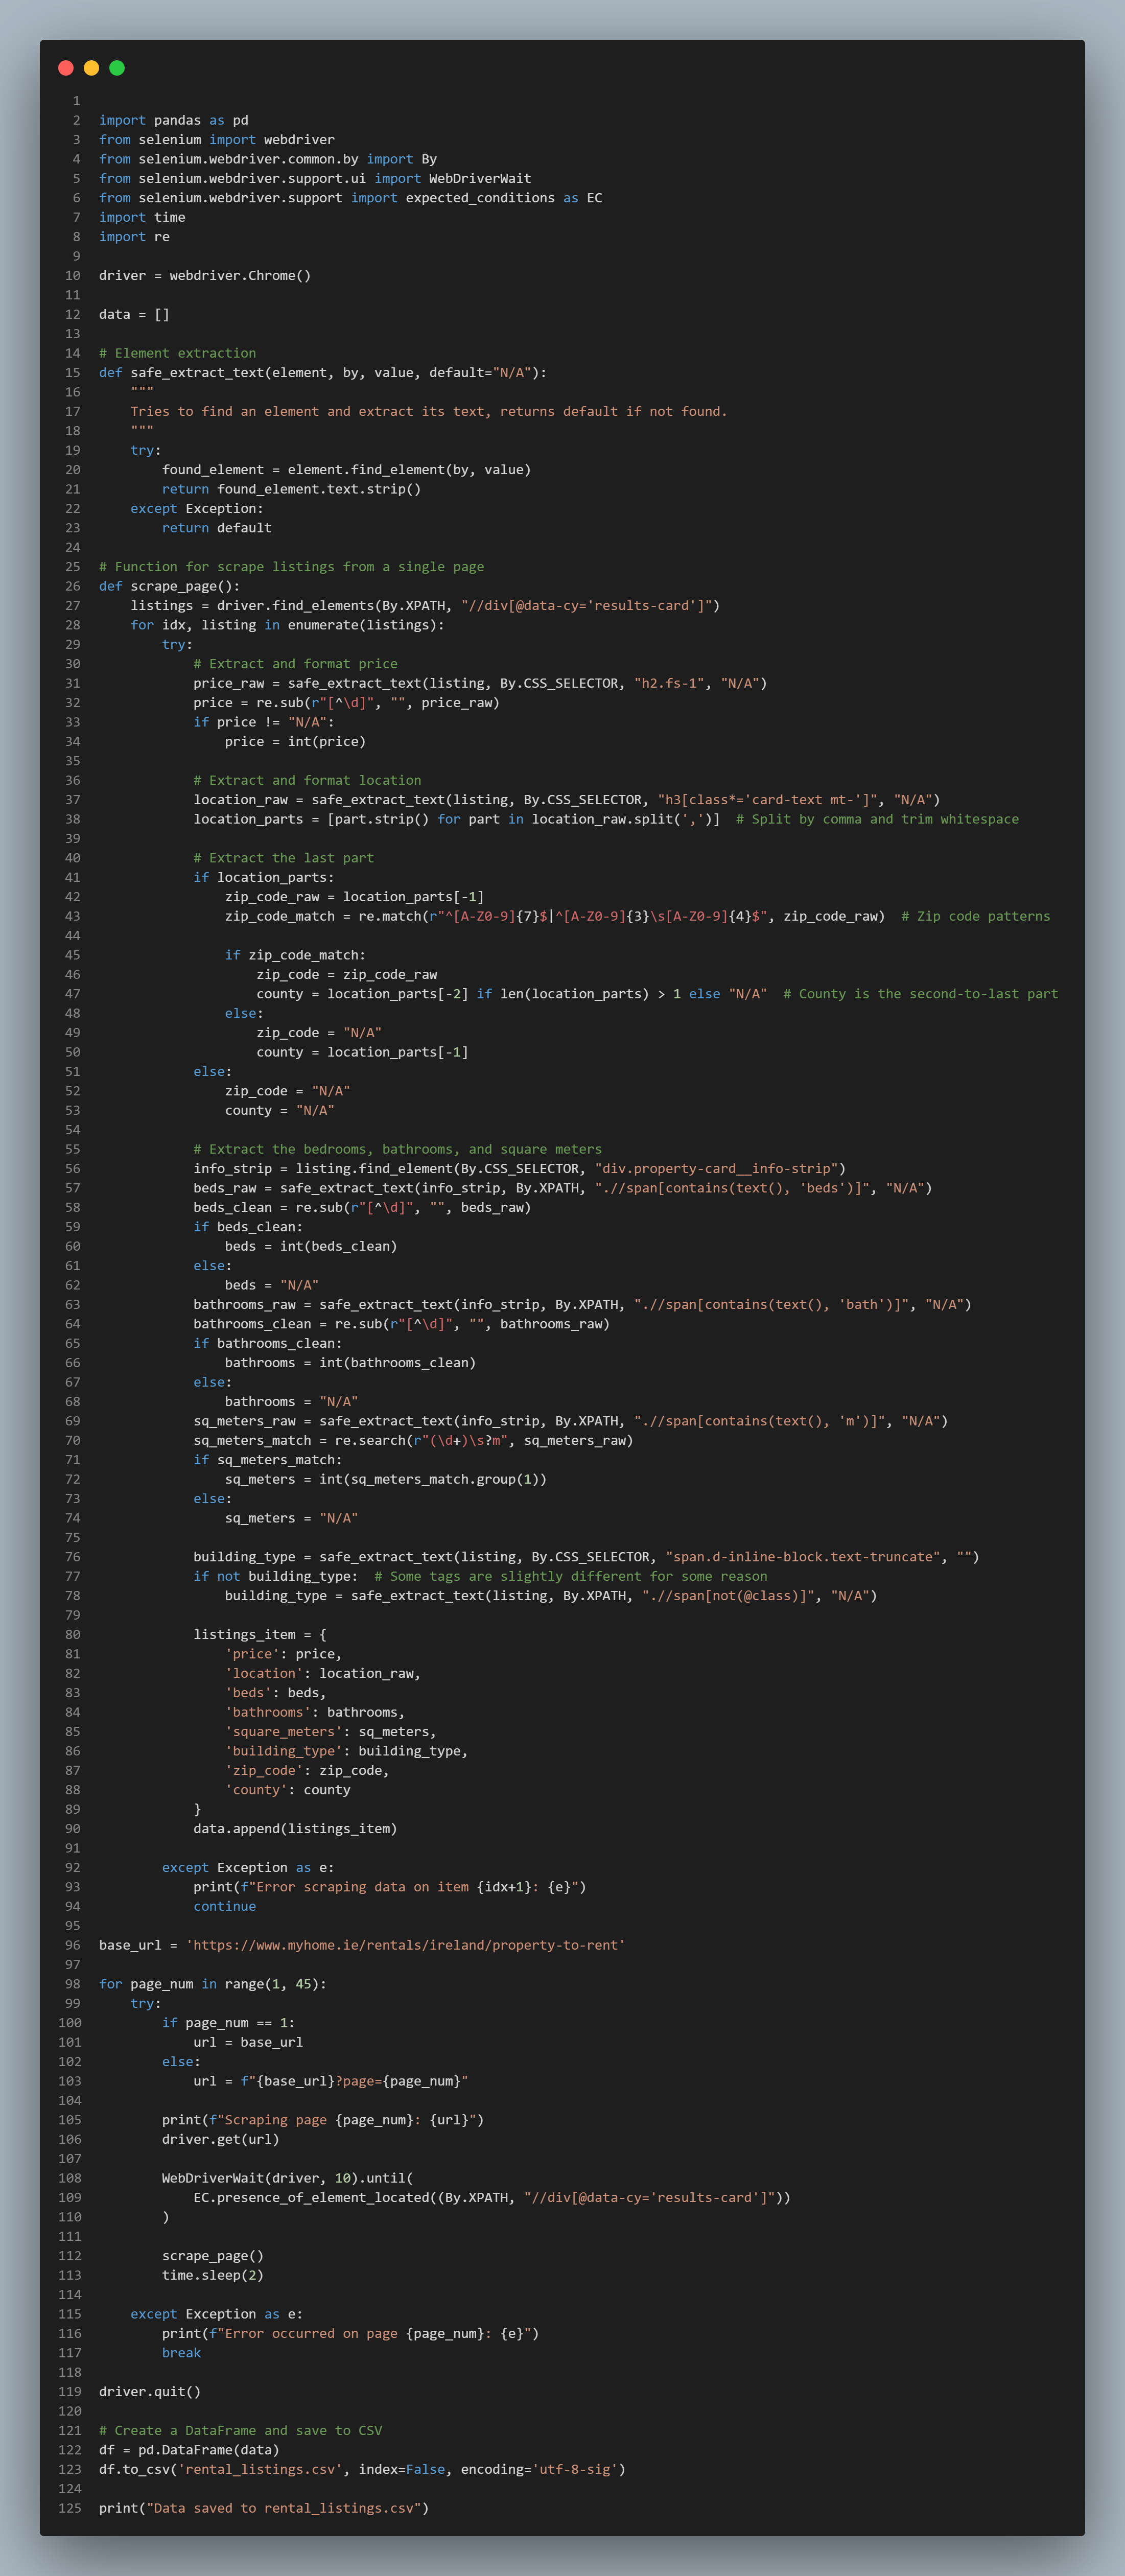 1
2 import pandas as pd
3 from selenium import webdriver
4 from selenium.webdriver.common.by import By
5 from selenium.webdriver.support.ui import WebDriverWait
6 from selenium.webdriver.support import expected_conditions as EC
7 import time
8 import re
9
10 driver = webdriver.Chrome()
11
12 data = []
13
14 # Element extraction
15 def safe_extract_text(element, by, value, default="N/A"):
16     """
17     Tries to find an element and extract its text, returns default if not found.
18     """
19     try:
20         found_element = element.find_element(by, value)
21         return found_element.text.strip()
22     except Exception:
23         return default
24
25 # Function for scrape listings from a single page
26 def scrape_page():
27     listings = driver.find_elements(By.XPATH, "//div[@data-cy='results-card']")
28     for idx, listing in enumerate(listings):
29         try:
30             # Extract and format price
31             price_raw = safe_extract_text(listing, By.CSS_SELECTOR, "h2.fs-1", "N/A")
32             price = re.sub(r"[^\d]", "", price_raw)
33             if price != "N/A":
34                 price = int(price)
35
36             # Extract and format location
37             location_raw = safe_extract_text(listing, By.CSS_SELECTOR, "h3[class*='card-text mt-']", "N/A")
38             location_parts = [part.strip() for part in location_raw.split(',')]  # Split by comma and trim whitespace
39
40             # Extract the last part
41             if location_parts:
42                 zip_code_raw = location_parts[-1]
43                 zip_code_match = re.match(r"^[A-Z0-9]{7}$|^[A-Z0-9]{3}\s[A-Z0-9]{4}$", zip_code_raw)  # Zip code patterns
44
45                 if zip_code_match:
46                     zip_code = zip_code_raw
47                     county = location_parts[-2] if len(location_parts) > 1 else "N/A"  # County is the second-to-last part
48                 else:
49                     zip_code = "N/A"
50                     county = location_parts[-1]
51             else:
52                 zip_code = "N/A"
53                 county = "N/A"
54
55             # Extract the bedrooms, bathrooms, and square meters
56             info_strip = listing.find_element(By.CSS_SELECTOR, "div.property-card__info-strip")
57             beds_raw = safe_extract_text(info_strip, By.XPATH, ".//span[contains(text(), 'beds')]", "N/A")
58             beds_clean = re.sub(r"[^\d]", "", beds_raw)
59             if beds_clean:
60                 beds = int(beds_clean)
61             else:
62                 beds = "N/A"
63             bathrooms_raw = safe_extract_text(info_strip, By.XPATH, ".//span[contains(text(), 'bath')]", "N/A")
64             bathrooms_clean = re.sub(r"[^\d]", "", bathrooms_raw)
65             if bathrooms_clean:
66                 bathrooms = int(bathrooms_clean)
67             else:
68                 bathrooms = "N/A"
69             sq_meters_raw = safe_extract_text(info_strip, By.XPATH, ".//span[contains(text(), 'm')]", "N/A")
70             sq_meters_match = re.search(r"(\d+)\s?m", sq_meters_raw)
71             if sq_meters_match:
72                 sq_meters = int(sq_meters_match.group(1))
73             else:
74                 sq_meters = "N/A"
75
76             building_type = safe_extract_text(listing, By.CSS_SELECTOR, "span.d-inline-block.text-truncate", "")
77             if not building_type:  # Some tags are slightly different for some reason
78                 building_type = safe_extract_text(listing, By.XPATH, ".//span[not(@class)]", "N/A")
79
80             listings_item = {
81                 'price': price,
82                 'location': location_raw,
83                 'beds': beds,
84                 'bathrooms': bathrooms,
85                 'square_meters': sq_meters,
86                 'building_type': building_type,
87                 'zip_code': zip_code,
88                 'county': county
89             }
90             data.append(listings_item)
91
92         except Exception as e:
93             print(f"Error scraping data on item {idx+1}: {e}")
94             continue
95
96 base_url = 'https://www.myhome.ie/rentals/ireland/property-to-rent'
97
98 for page_num in range(1, 45):
99     try:
100         if page_num == 1:
101             url = base_url
102         else:
103             url = f"{base_url}?page={page_num}"
104
105         print(f"Scraping page {page_num}: {url}")
106         driver.get(url)
107
108         WebDriverWait(driver, 10).until(
109             EC.presence_of_element_located((By.XPATH, "//div[@data-cy='results-card']"))
110         )
111
112         scrape_page()
113         time.sleep(2)
114
115     except Exception as e:
116         print(f"Error occurred on page {page_num}: {e}")
117         break
118
119 driver.quit()
120
121 # Create a DataFrame and save to CSV
122 df = pd.DataFrame(data)
123 df.to_csv('rental_listings.csv', index=False, encoding='utf-8-sig')
124
125 print("Data saved to rental_listings.csv")